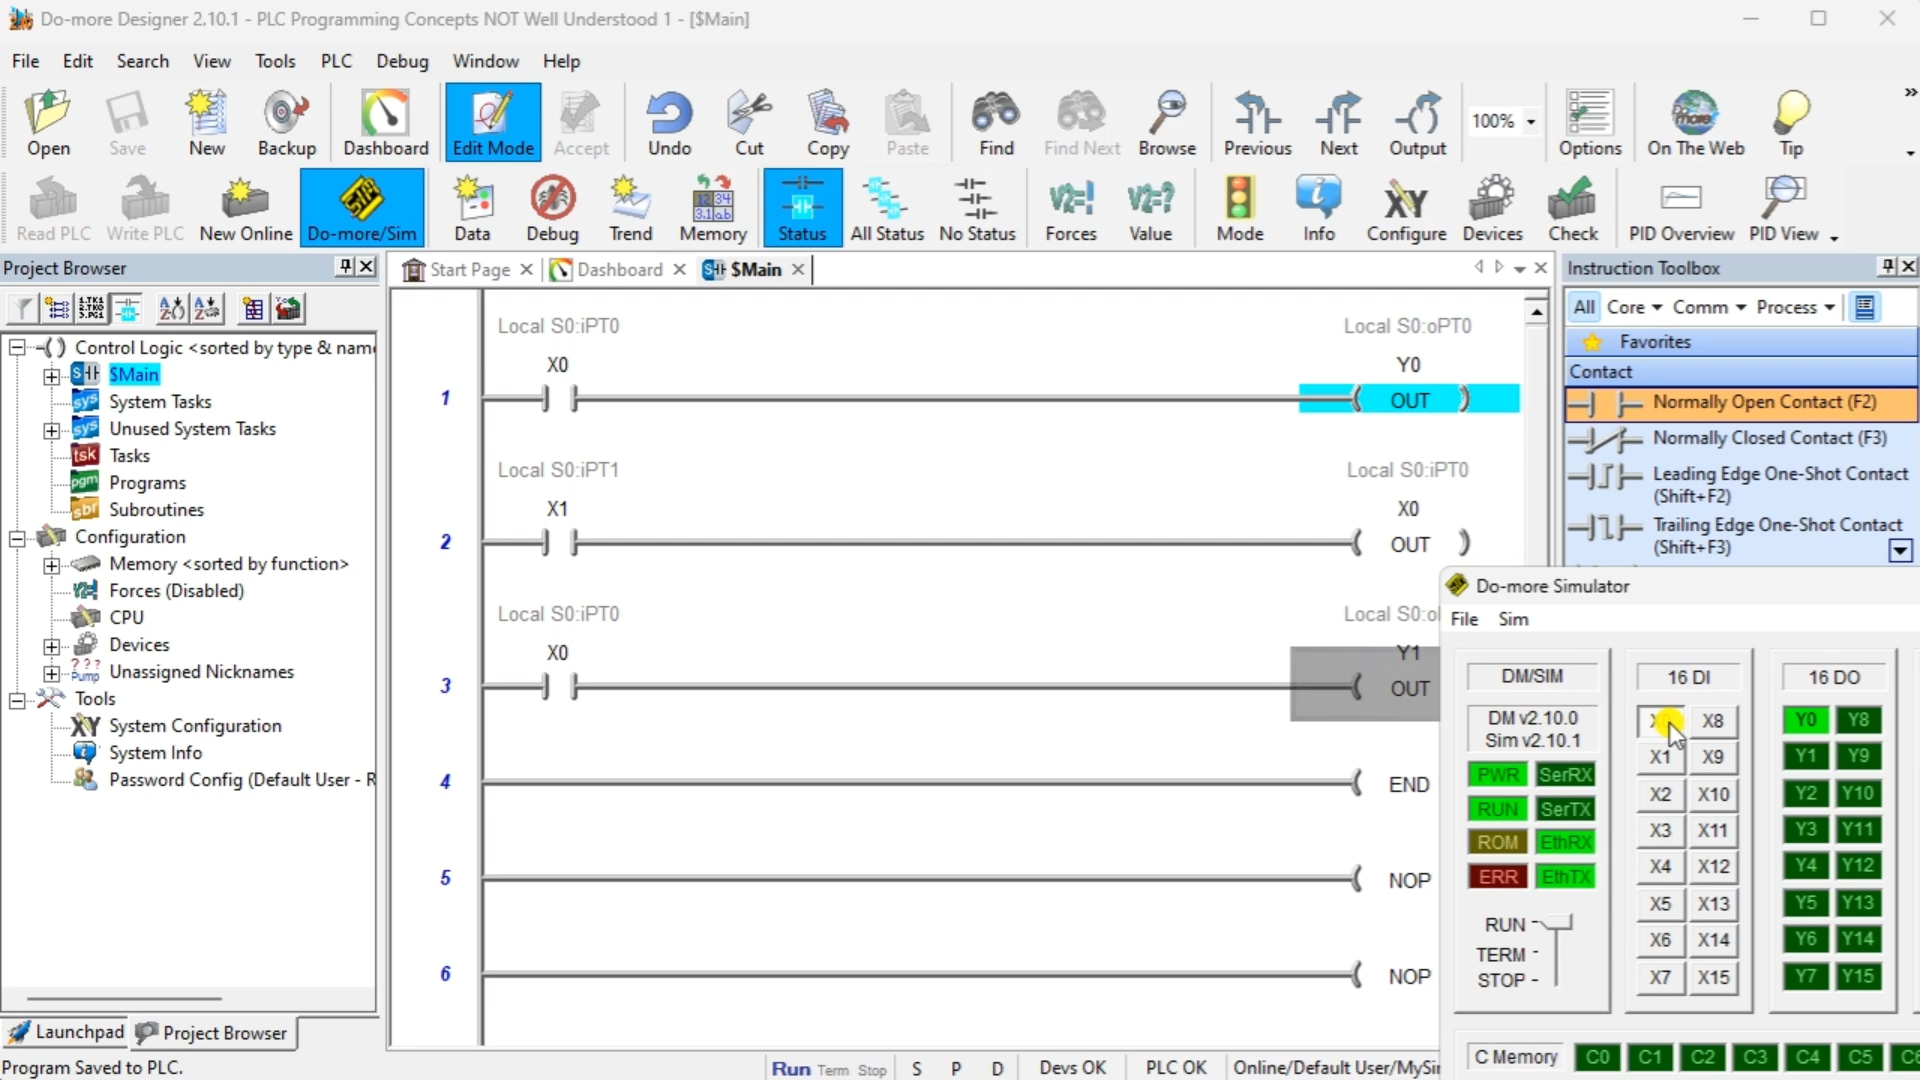 Do-more Designer 2.10.1 - PLC Programming Concepts NOT Well Understood 1 - [$Main]
File Edit Search View Tools PLC Debug Window Help
Open Save New Backup Dashboard Edit Mode Accept Undo Cut Copy Paste Find Find Next Browse Previous Next Output 100% Options On The Web Tip
Read PLC Write PLC New Online Do-more/Sim Data Debug Trend Memory Status All Status No Status Forces Value Mode Info Configure Devices Check PID Overview PID View
Project Browser
Start Page Dashboard $Main
Instruction Toolbox
All Core Comm Process
Favorites
Contact
Normally Open Contact (F2)
Normally Closed Contact (F3)
Leading Edge One-Shot Contact
(Shift+F2)
Trailing Edge One-Shot Contact
(Shift+F3)
Control Logic <sorted by type & nam
$Main
System Tasks
Unused System Tasks
Tasks
Programs
Subroutines
Configuration
Memory <sorted by function>
Forces (Disabled)
CPU
Devices
Unassigned Nicknames
Tools
System Configuration
System Info
Password Config (Default User - R
Launchpad Project Browser
Local S0:iPT0 Local S0:oPT0
X0 Y0
1 OUT
Local S0:iPT1 Local S0:iPT0
X1 X0
2 OUT
Local S0:iPT0 Local S0:o
X0 Y1
3 OUT
4 END
5 NOP
6 NOP
Do-more Simulator
File Sim
DM/SIM 16 DI 16 DO
DM v2.10.0
Sim v2.10.1
PWR SerRX
RUN SerTX
ROM EthRX
ERR EthTX
RUN
TERM
STOP
X8
X1 X9
X2 X10
X3 X11
X4 X12
X5 X13
X6 X14
X7 X15
Y0 Y8
Y1 Y9
Y2 Y10
Y3 Y11
Y4 Y12
Y5 Y13
Y6 Y14
Y7 Y15
C Memory C0 C1 C2 C3 C4 C5
Program Saved to PLC. Run Term Stop S P D Devs OK PLC OK Online/Default User/MySi